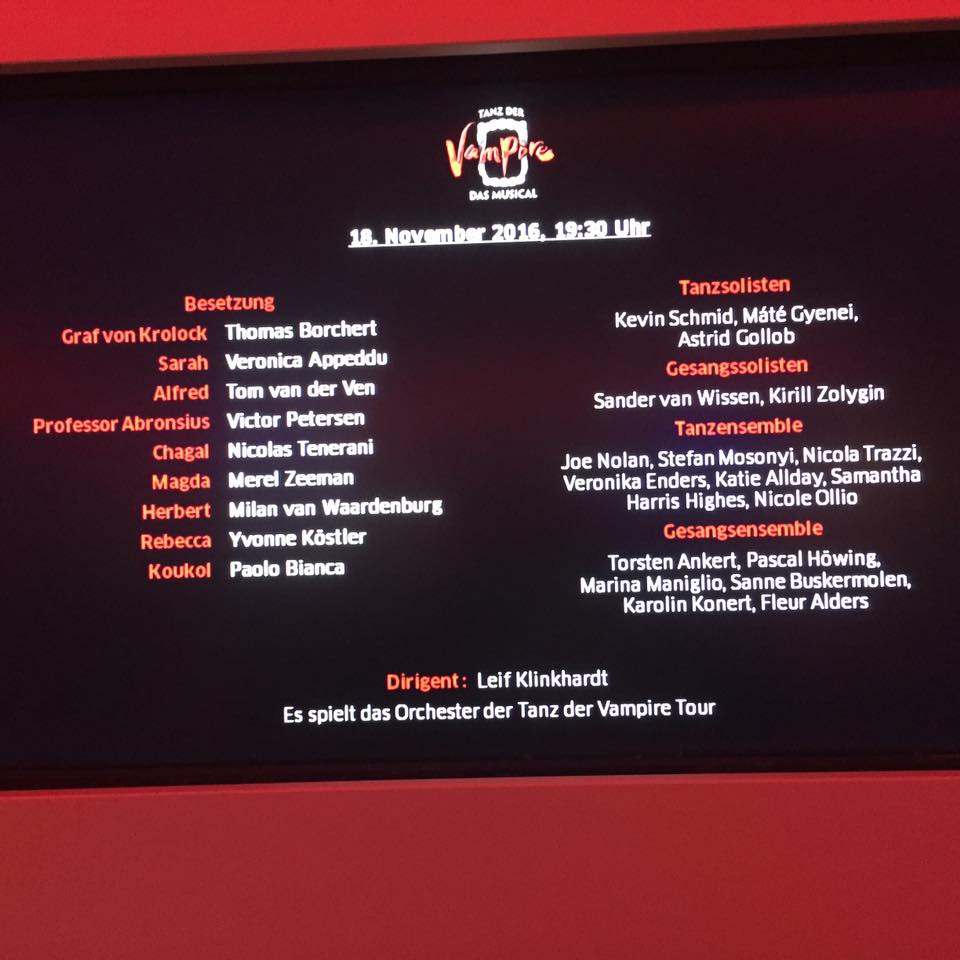 TANZ DER
Vampire
DAS MUSICAL
18. November 2016, 19:30 Uhr
Besetzung
Graf von Krolock Thomas Borchert
Sarah Veronica Appeddu
Alfred Tom van der Ven
Professor Abronsius Victor Petersen
Chagal Nicolas Tenerani
Magda Merel Zeeman
Herbert Milan van Waardenburg
Rebecca Yvonne Köstler
Koukol Paolo Bianca
Tanzsolisten
Kevin Schmid, Máté Gyenei,
Astrid Gollob
Gesangssolisten
Sander van Wissen, Kirill Zolygin
Tanzensemble
Joe Nolan, Stefan Mosonyi, Nicola Trazzi,
Veronika Enders, Katie Allday, Samantha
Harris Highes, Nicole Ollio
Gesangsensemble
Torsten Ankert, Pascal Höwing,
Marina Maniglio, Sanne Buskermolen,
Karolin Konert, Fleur Alders
Dirigent: Leif Klinkhardt
Es spielt das Orchester der Tanz der Vampire Tour